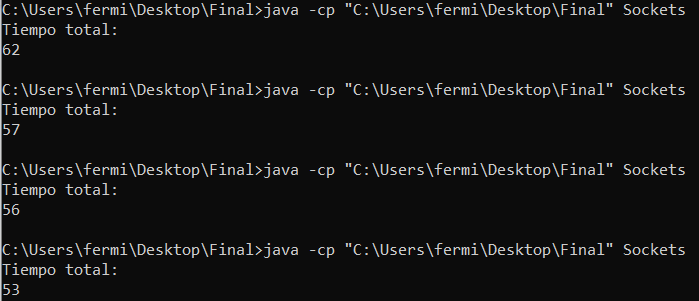 C:\Users\fermi\Desktop\Final>java -cp "C:\Users\fermi\Desktop\Final" Sockets
Tiempo total:
62
C:\Users\fermi\Desktop\Final>java -cp "C:\Users\fermi\Desktop\Final" Sockets
Tiempo total:
57
C:\Users\fermi\Desktop\Final>java -cp "C:\Users\fermi\Desktop\Final" Sockets
Tiempo total:
56
C:\Users\fermi\Desktop\Final>java -cp "C:\Users\fermi\Desktop\Final" Sockets
Tiempo total:
53